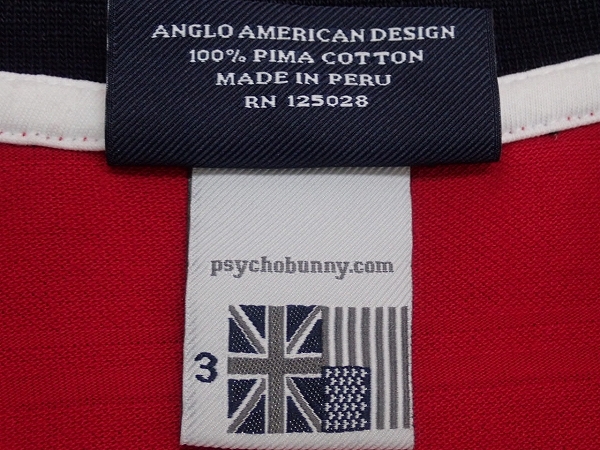 ANGLO AMERICAN DESIGN
100% PIMA COTTON
MADE IN PERU
RN 125028
psychobunny.com
3